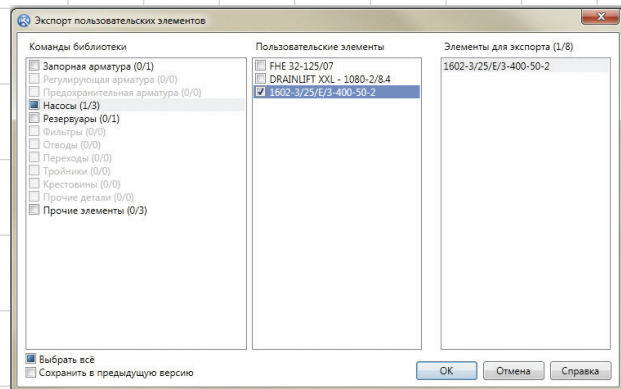 Экспорт пользовательских элементов
Команды библиотеки
Запорная арматура (0/1)
Регулирующая арматура (0/0)
Предохранительная арматура (0/0)
Насосы (1/3)
Резервуары (0/1)
Фильтры (0/0)
Отводы (0/0)
Переходы (0/0)
Тройники (0/0)
Крестовины (0/0)
Прочие детали (0/0)
Прочие элементы (0/3)
Пользовательские элементы
FHE 32-125/07
DRAINLIFT XXL - 1080-2/8.4
1602-3/25/E/3-400-50-2
Элементы для экспорта (1/8)
1602-3/25/E/3-400-50-2
Выбрать всё
Сохранить в предыдущую версию
OK
Отмена
Справка